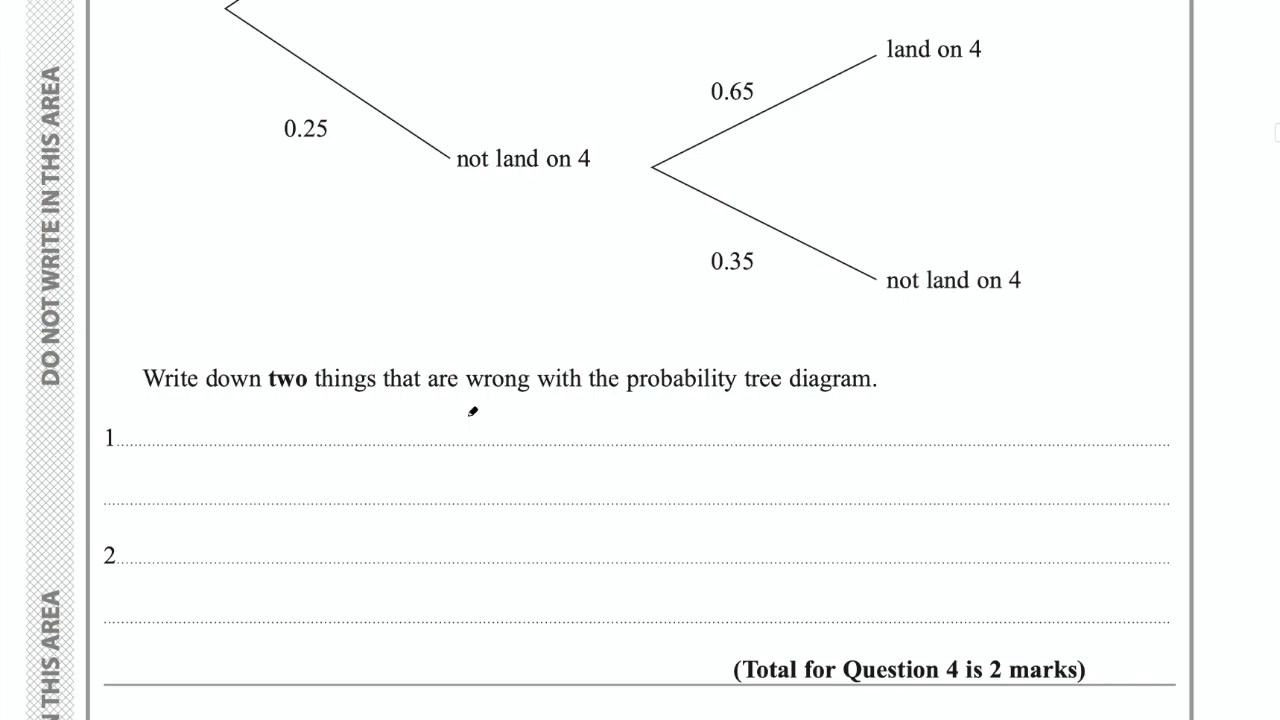 land on 4
0.65
0.25
not land on 4
0.35
not land on 4
Write down two things that are wrong with the probability tree diagram.
1
2
(Total for Question 4 is 2 marks)
DO NOT WRITE IN THIS AREA
THIS AREA